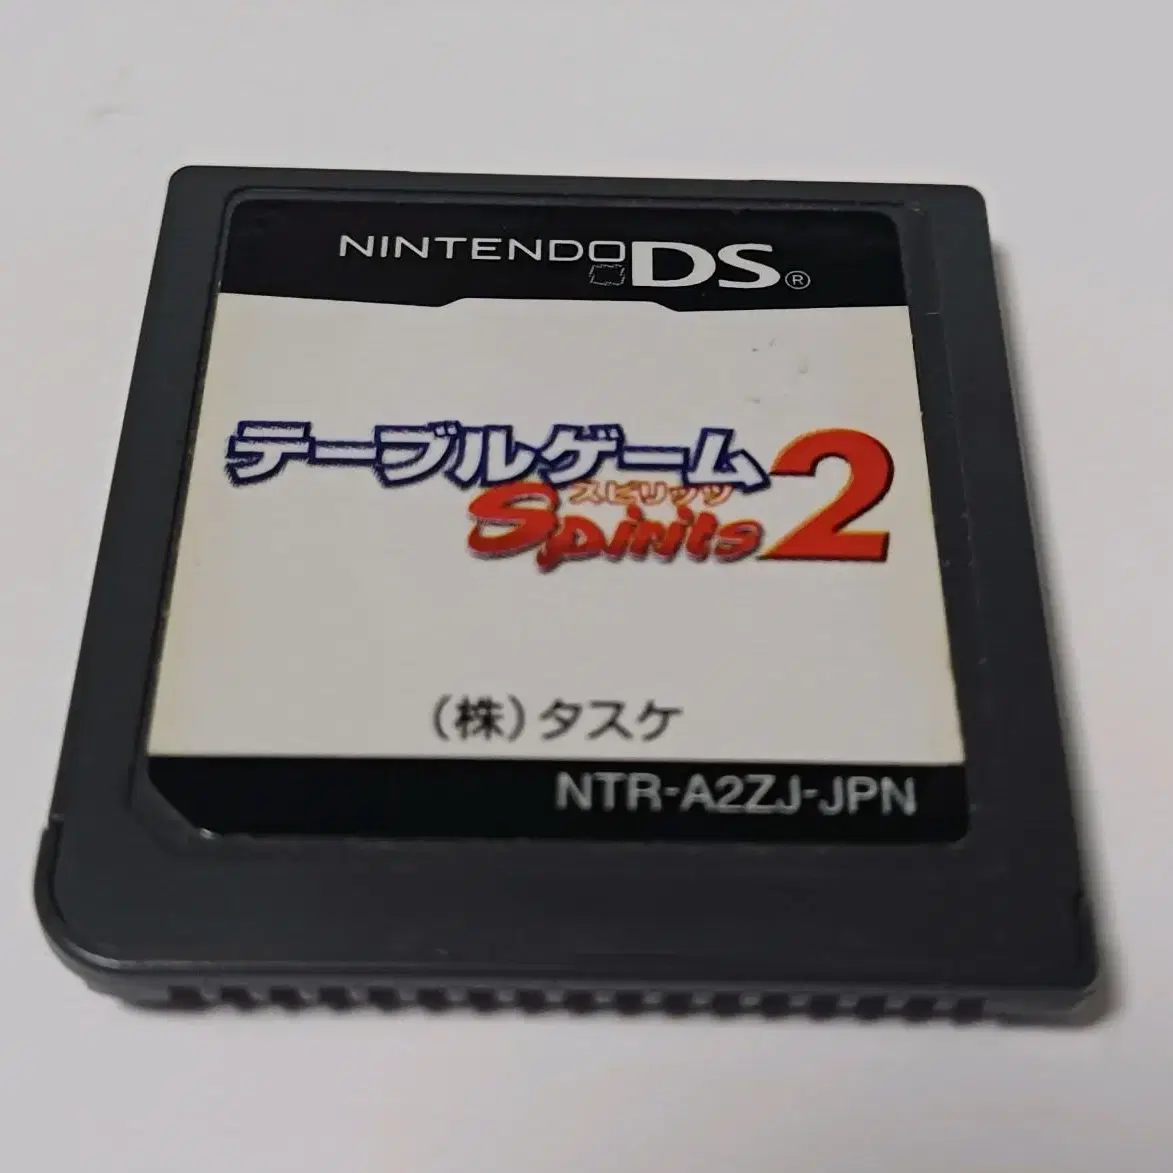 NINTENDO DS®
テーブルゲーム
スピリッツ
Spirits 2
（株）タスケ
NTR-A2ZJ-JPN